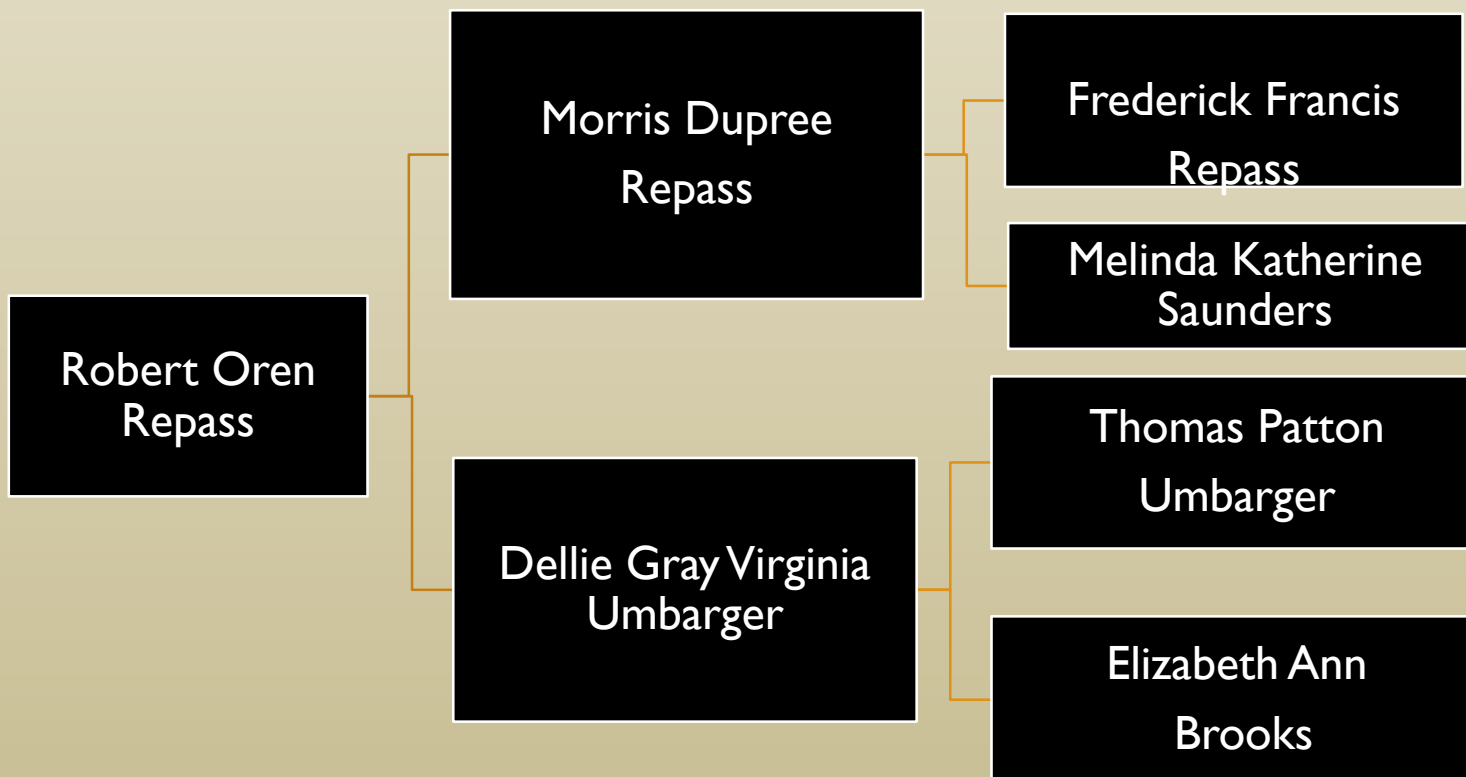 Robert Oren
Repass
Morris Dupree
Repass
Dellie Gray Virginia
Umbarger
Frederick Francis
Repass
Melinda Katherine
Saunders
Thomas Patton
Umbarger
Elizabeth Ann
Brooks